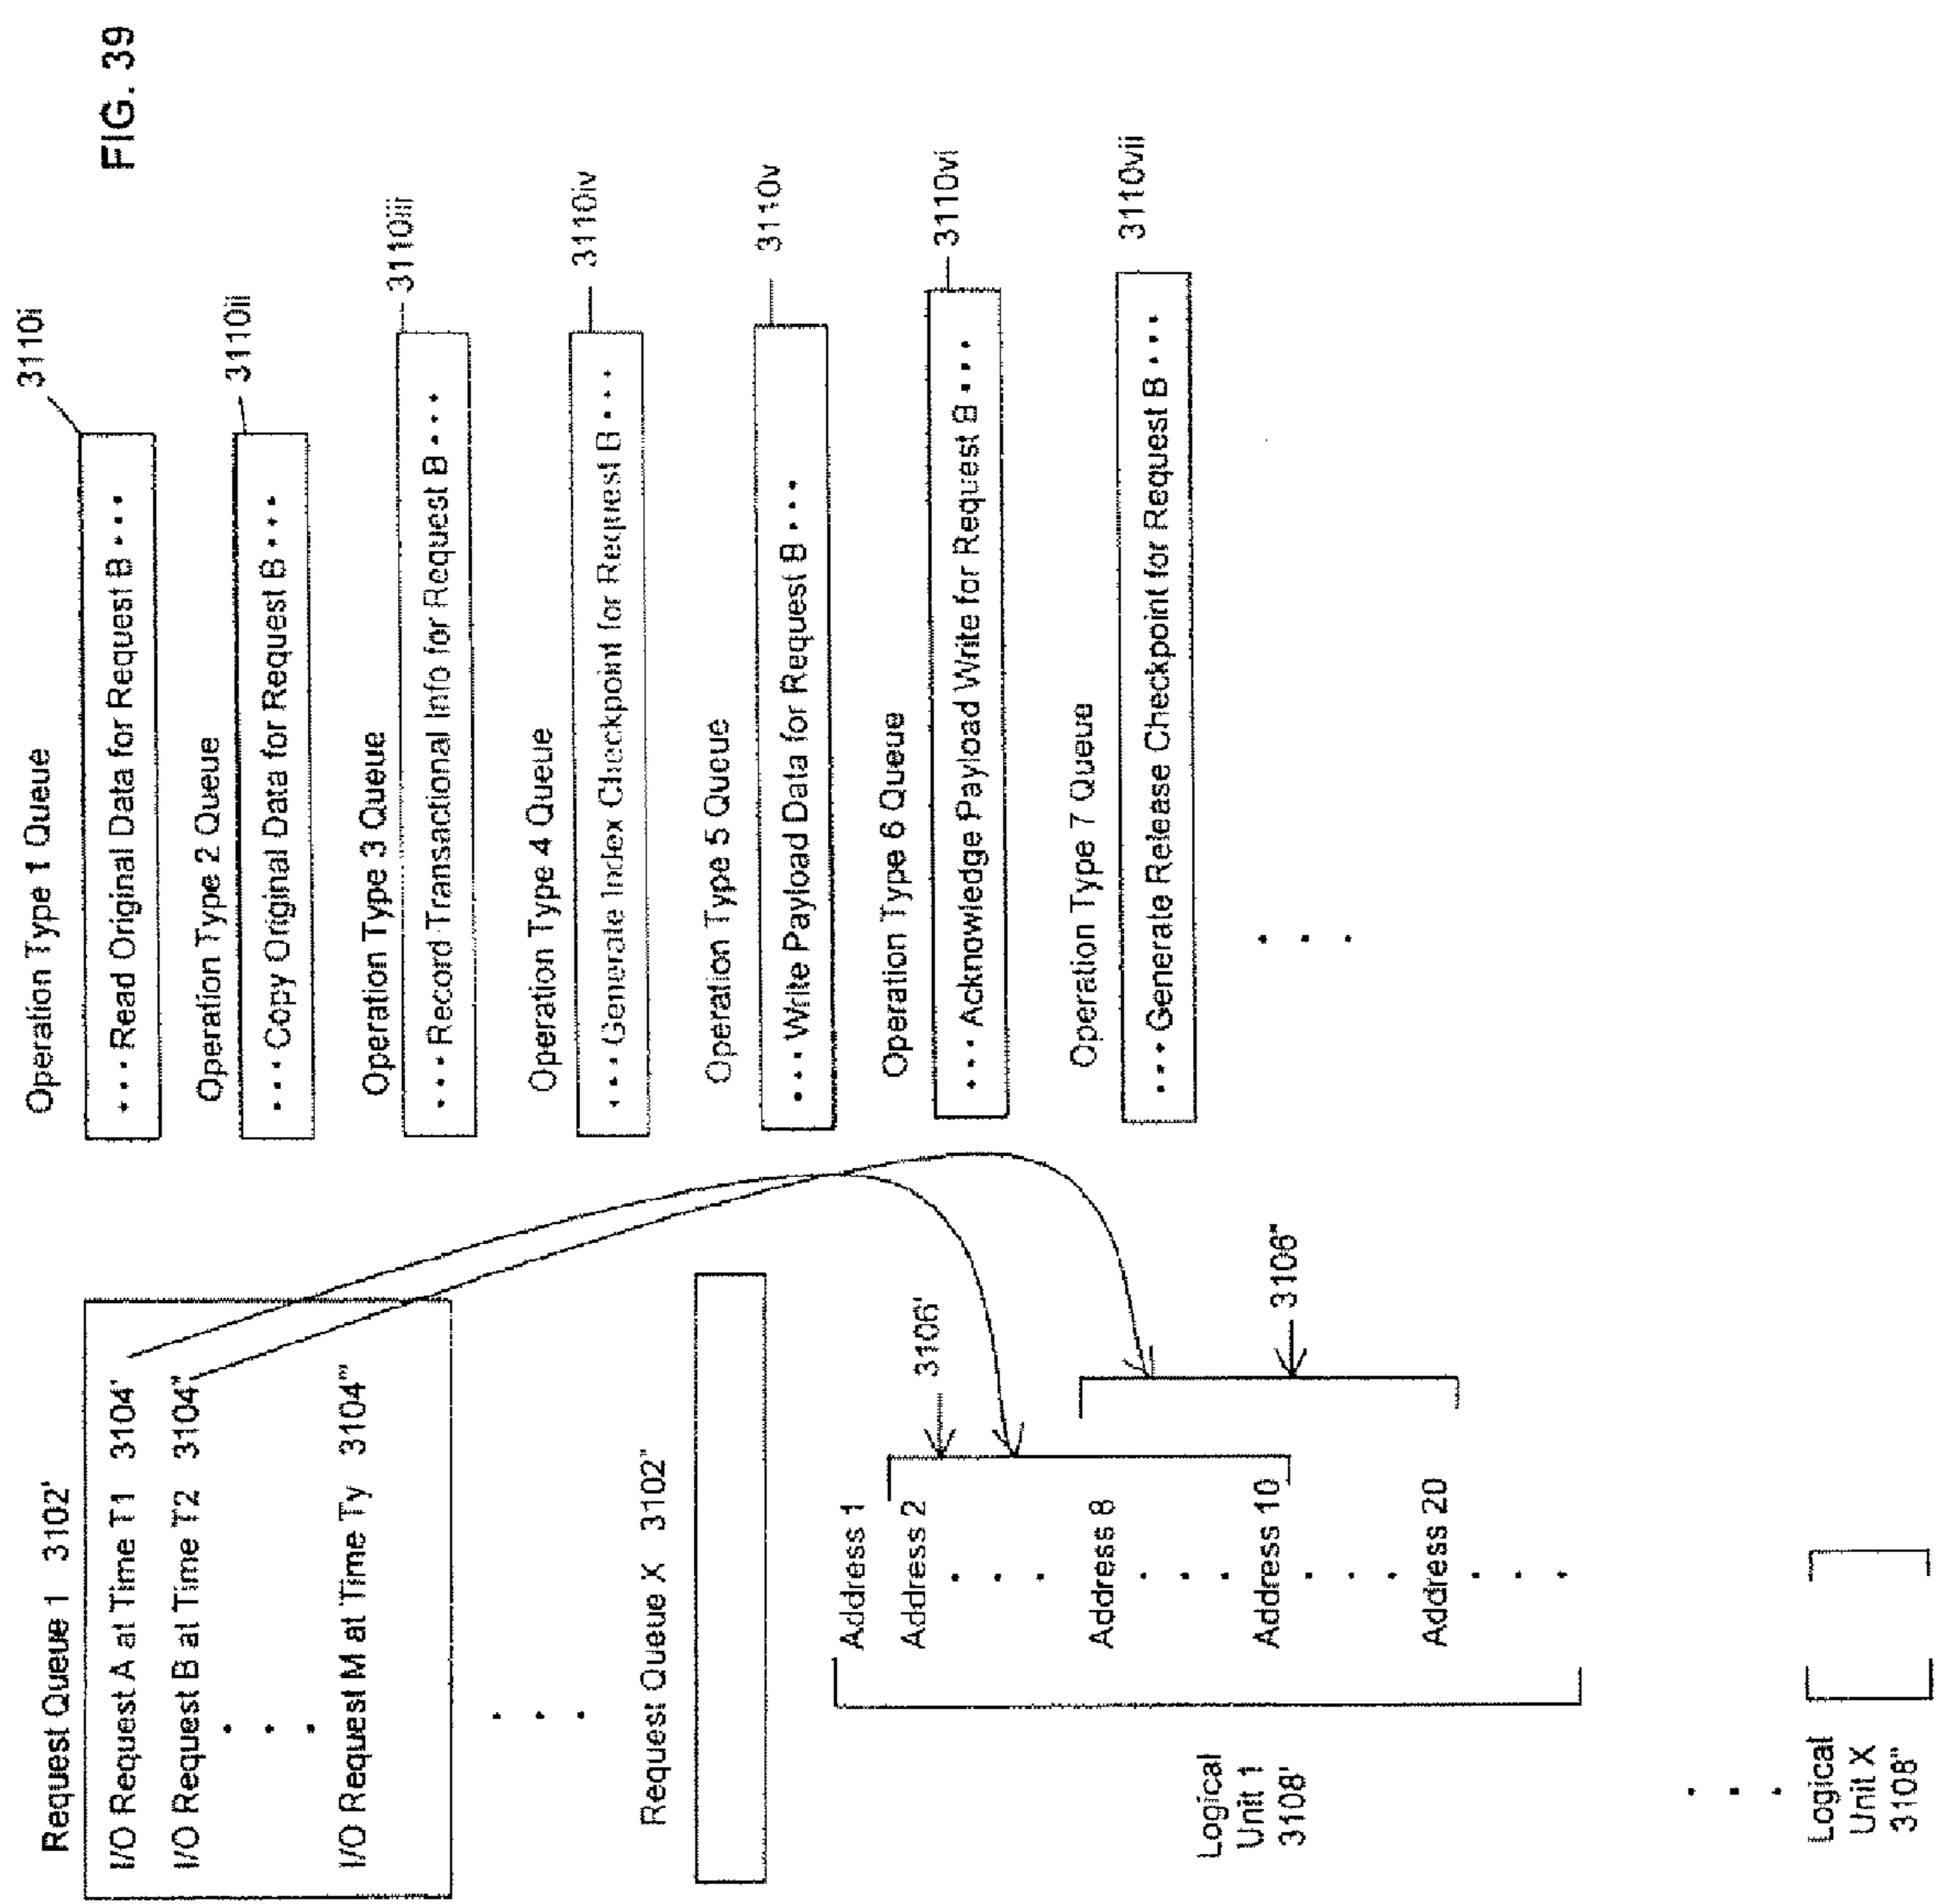 FIG. 39
Request Queue 1 3102'
I/O Request A at Time T1 3104'
I/O Request B at Time T2 3104"
I/O Request M at Time Ty 3104'"
Request Queue X 3102"
Logical
Unit 1
3108'
Address 1
Address 2
Address 8
Address 10
Address 20
3106'
3106"
Logical
Unit X
3108"
Operation Type 1 Queue
3110i
• • • Read Original Data for Request B • • •
Operation Type 2 Queue
3110ii
• • • Copy Original Data for Request B • • •
Operation Type 3 Queue
3110iii
• • • Record Transactional Info for Request B • • •
Operation Type 4 Queue
3110iv
• • • Generate Index Checkpoint for Request B • • •
Operation Type 5 Queue
3110v
• • • Write Payload Data for Request B • • •
Operation Type 6 Queue
3110vi
• • • Acknowledge Payload Write for Request B • • •
Operation Type 7 Queue
3110vii
• • • Generate Release Checkpoint for Request B • • •